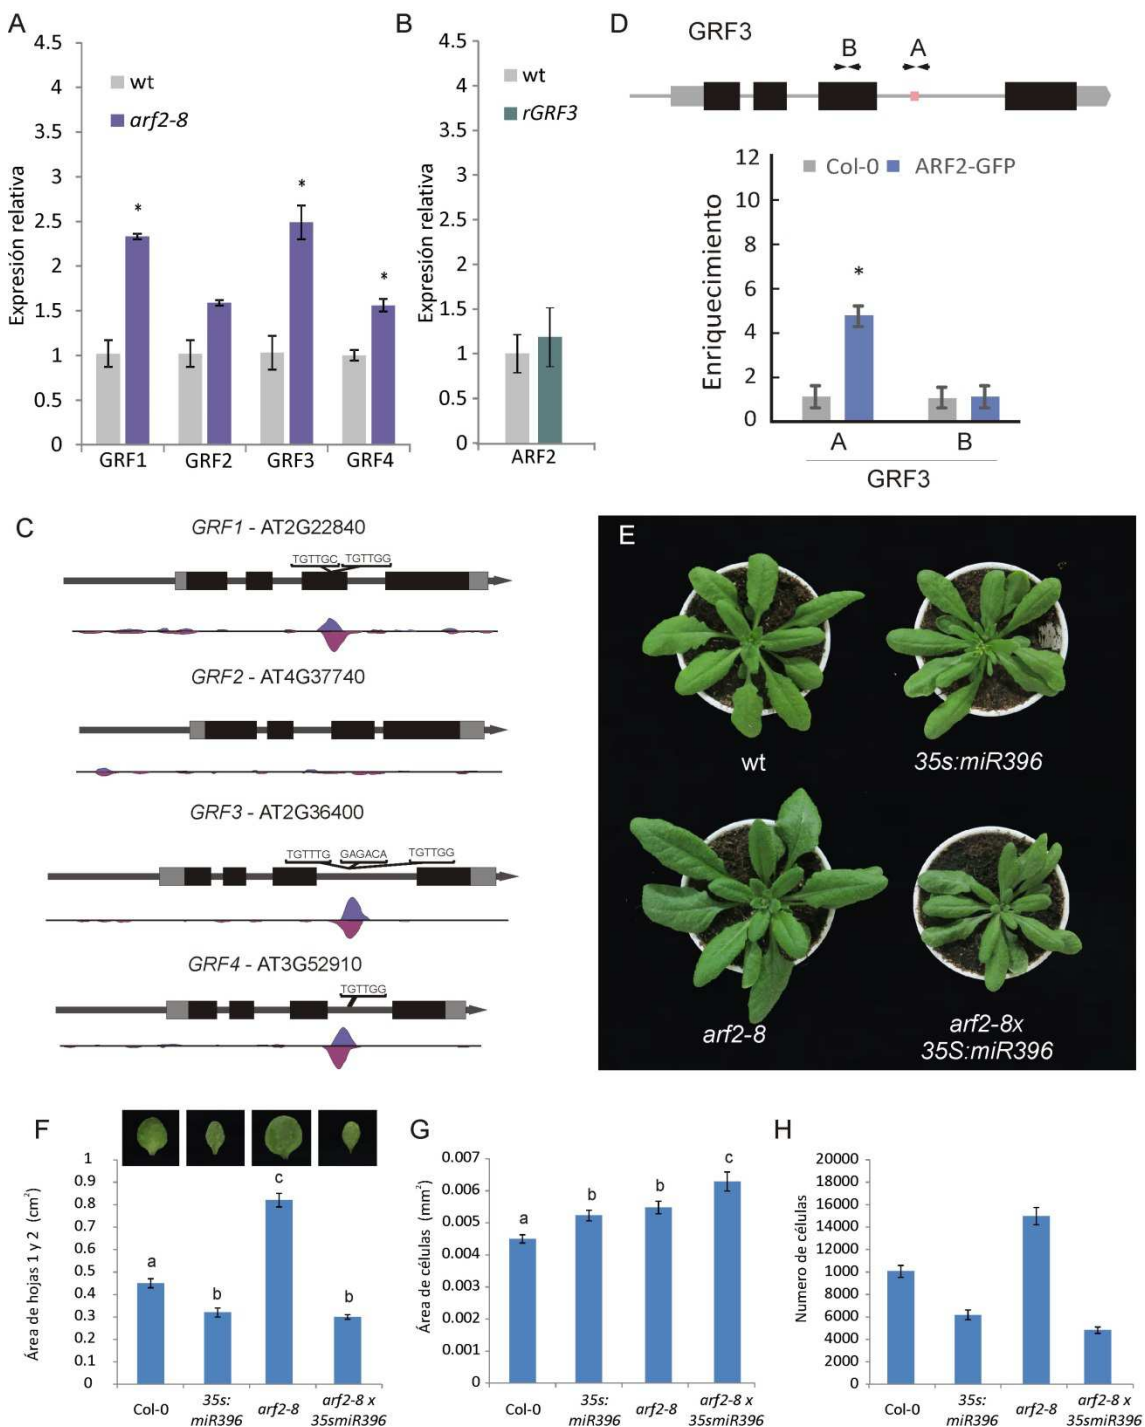 A
4.5
4
3.5
3
2.5
2
1.5
1
0.5
0
Expresión relativa
wt
arf2-8
*
*
*
GRF1 GRF2 GRF3 GRF4
B
4.5
4
3.5
3
2.5
2
1.5
1
0.5
0
Expresión relativa
wt
rGRF3
ARF2
D
GRF3
B A
12
10
8
6
4
2
0
Enriquecimiento
Col-0 ARF2-GFP
*
A B
GRF3
C
GRF1 - AT2G22840
TGTTGC TGTTGG
GRF2 - AT4G37740
GRF3 - AT2G36400
TGTTTG GAGACA TGTTGG
GRF4 - AT3G52910
TGTTGG
E
wt
35s:miR396
arf2-8
arf2-8x
35S:miR396
F
1
0.9
0.8
0.7
0.6
0.5
0.4
0.3
0.2
0.1
0
Área de hojas 1 y 2 (cm²)
a
b
c
b
Col-0 35s: arf2-8 arf2-8 x
miR396 35smiR396
G
0.007
0.006
0.005
0.004
0.003
0.002
0.001
0
Área de células (mm²)
a
b
b
c
Col-0 35s: arf2-8 arf2-8 x
miR396 35smiR396
H
20000
18000
16000
14000
12000
10000
8000
6000
4000
2000
0
Numero de células
Col-0 35s: arf2-8 arf2-8 x
miR396 35smiR396